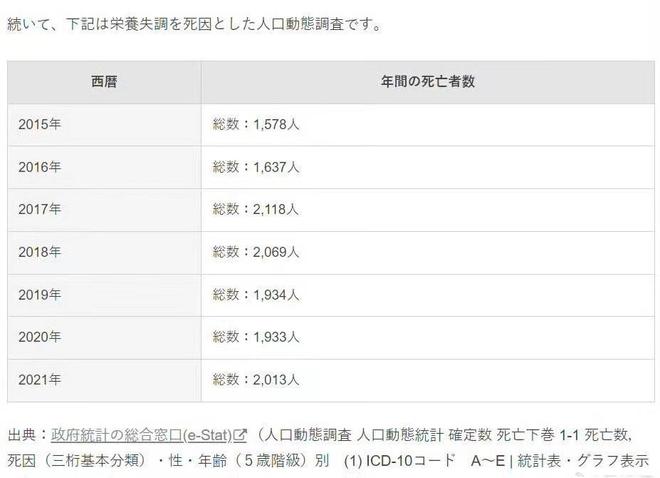 続いて、下記は栄養失調を死因とした人口動態調査です。
西暦 年間の死亡者数
2015年 総数：1,578人
2016年 総数：1,637人
2017年 総数：2,118人
2018年 総数：2,069人
2019年 総数：1,934人
2020年 総数：1,933人
2021年 総数：2,013人
出典：政府統計の総合窓口(e-Stat)（人口動態調査 人口動態統計 確定数 死亡下巻 1-1 死亡数,
死因（三桁基本分類）・性・年齢（５歳階級）別　(1) ICD-10コード　A～E | 統計表・グラフ表示